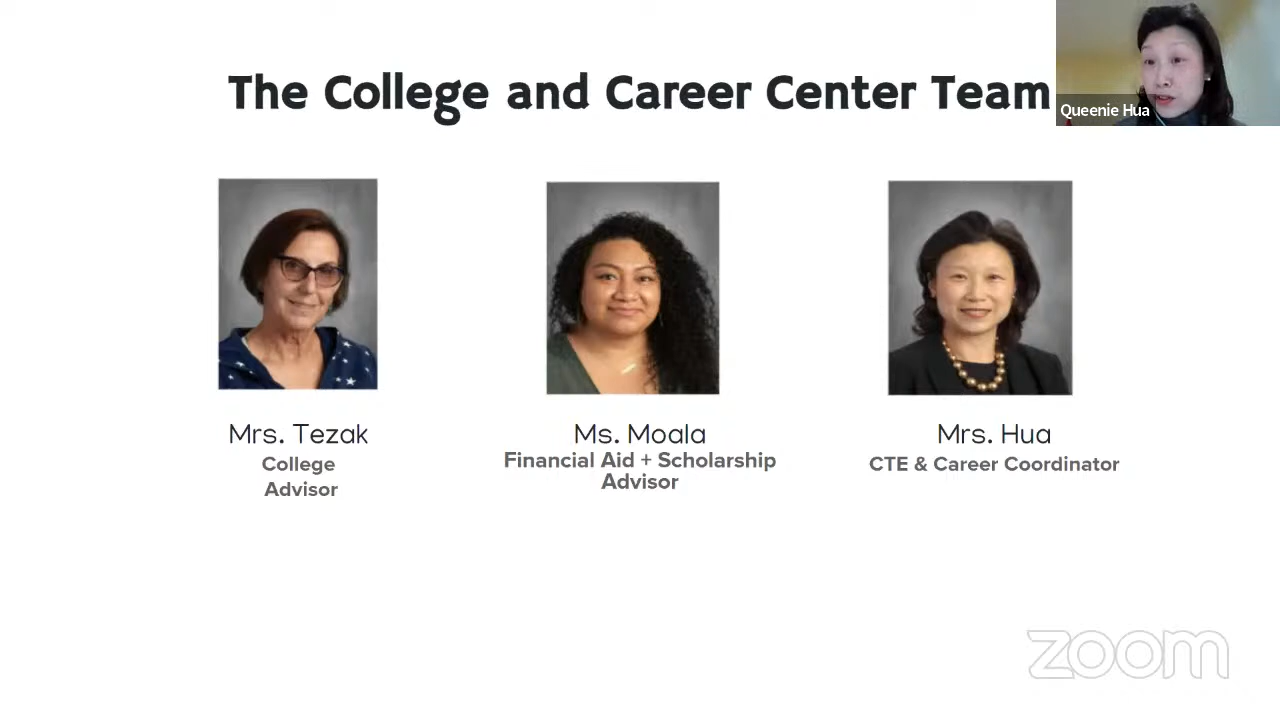 The College and Career Center Team
Queenie Hua
Mrs. Tezak
College
Advisor
Ms. Moala
Financial Aid + Scholarship
Advisor
Mrs. Hua
CTE & Career Coordinator
zoom